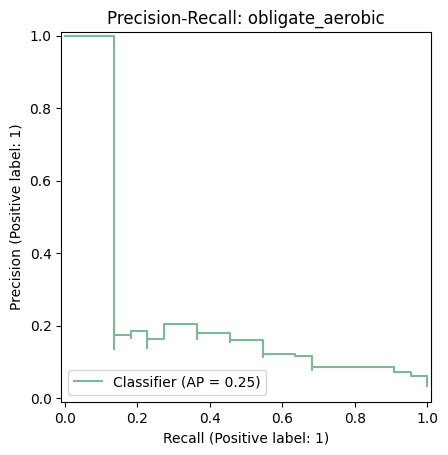 Precision-Recall: obligate_aerobic
Precision (Positive label: 1)
1.0
0.8
0.6
0.4
0.2
0.0
Classifier (AP = 0.25)
0.0 0.2 0.4 0.6 0.8 1.0
Recall (Positive label: 1)